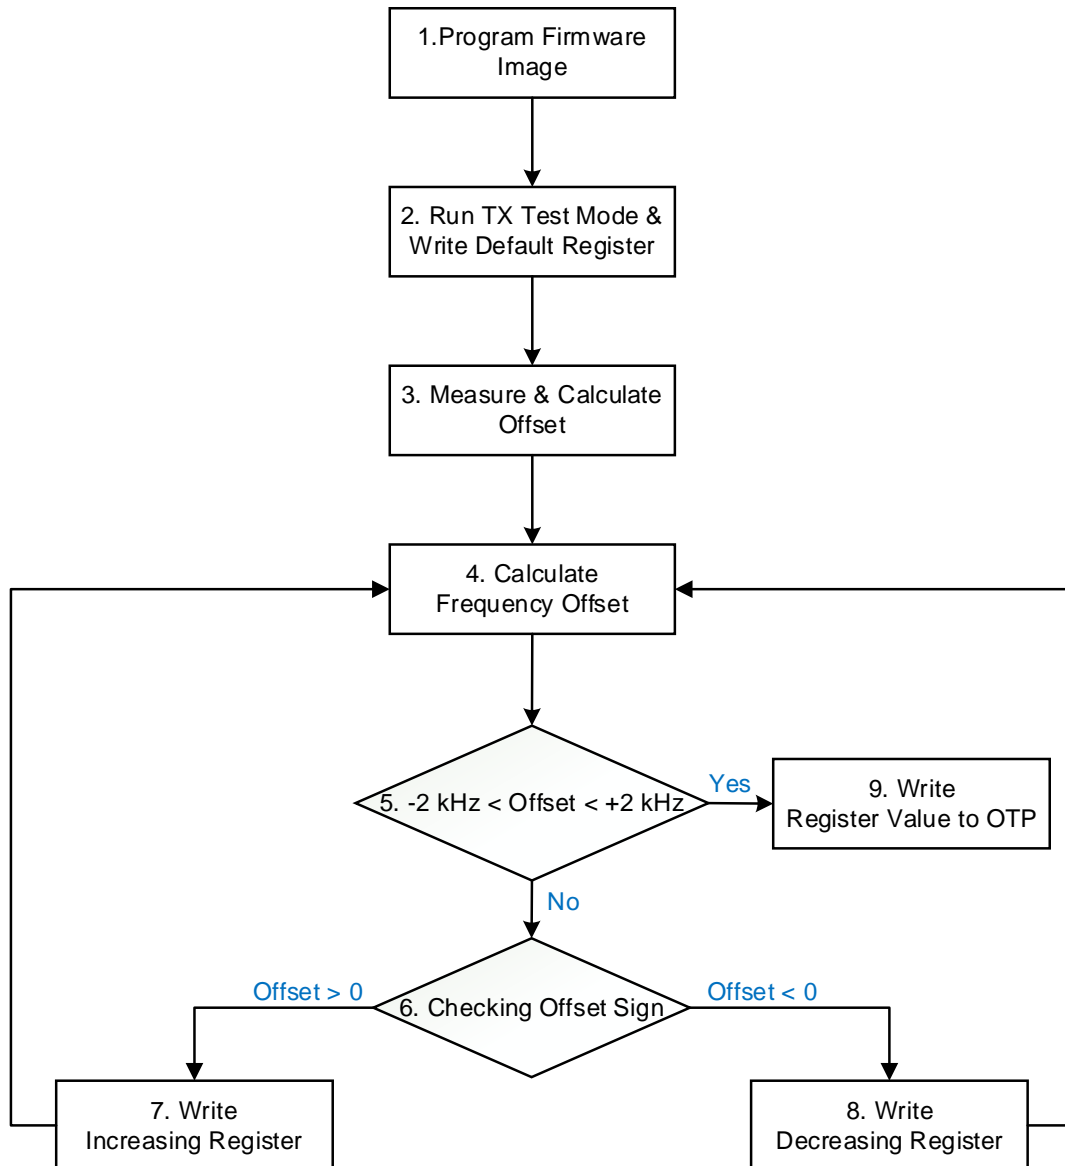 1.Program Firmware
Image
2. Run TX Test Mode &
Write Default Register
3. Measure & Calculate
Offset
4. Calculate
Frequency Offset
5. -2 kHz < Offset < +2 kHz
Yes
9. Write
Register Value to OTP
No
Offset > 0
6. Checking Offset Sign
Offset < 0
7. Write
Increasing Register
8. Write
Decreasing Register